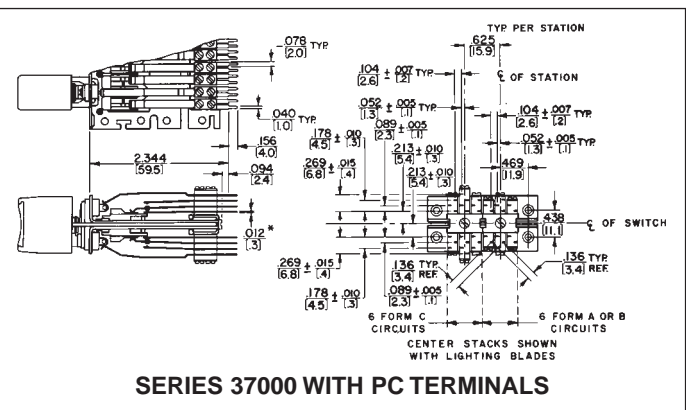 TYP PER STATION
.625
[15.9]
.078 TYP.
[2.0]
.104 ± .007 TYP.
[2.6] [.2]
℄ OF STATION
.052 ± .005 TYP.
[1.3] [.1]
.104 ± .007 TYP.
[2.6] [.2]
.040 TYP.
[1.0]
.089 ± .005
[2.3] [.1]
.178 ± .010
[4.5] [.3]
.052 ± .005 TYP.
[1.3] [.1]
.156
[4.0]
.213 ± .010
[5.4] [.3]
2.344
[59.5]
.269 ± .015
[6.8] [.4]
.469
[11.9]
.094
[2.4]
.213 ± .010
[5.4] [.3]
.438
[11.1]
℄ OF SWITCH
.012 *
[.3]
.269 ± .015
[6.8] [.4]
.136 TYP.
[3.4] REF.
.136 TYP.
[3.4] REF.
.178 ± .010
[4.5] [.3]
.089 ± .005
[2.3] [.1]
6 FORM C
CIRCUITS
6 FORM A OR B
CIRCUITS
CENTER STACKS SHOWN
WITH LIGHTING BLADES
SERIES 37000 WITH PC TERMINALS